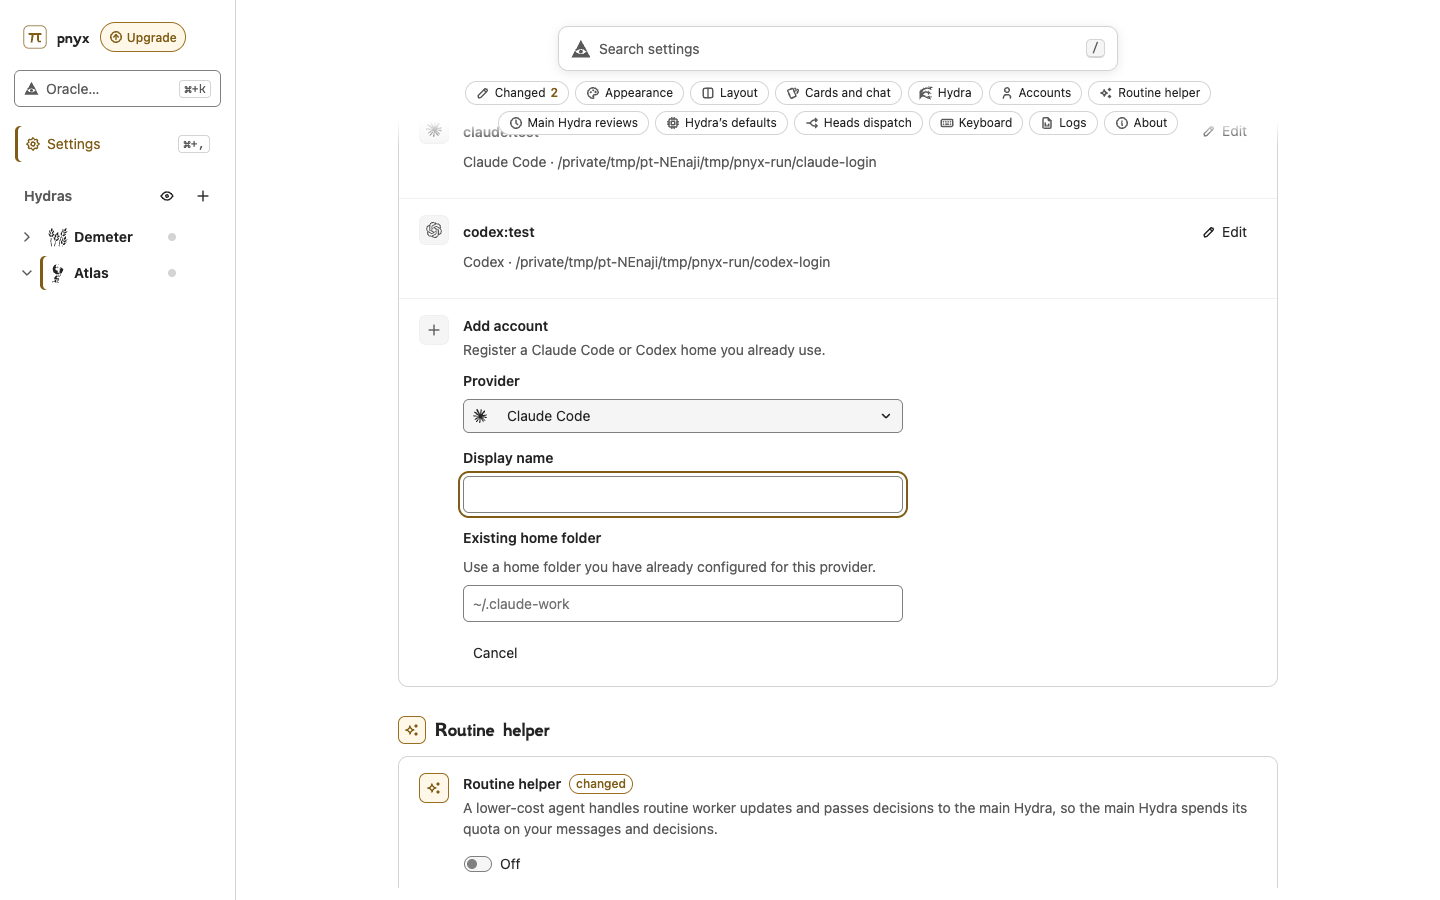 pnyx
Upgrade
Oracle...
⌘+K
Settings
⌘+,
Hydras
Demeter
Atlas
Search settings
/
Changed 2
Appearance
Layout
Cards and chat
Hydra
Accounts
Routine helper
Main Hydra reviews
Hydra's defaults
Heads dispatch
Keyboard
Logs
About
claude:test
Edit
Claude Code · /private/tmp/pt-NEnaji/tmp/pnyx-run/claude-login
codex:test
Edit
Codex · /private/tmp/pt-NEnaji/tmp/pnyx-run/codex-login
Add account
Register a Claude Code or Codex home you already use.
Provider
Claude Code
Display name
Existing home folder
Use a home folder you have already configured for this provider.
~/.claude-work
Cancel
Routine helper
Routine helper changed
A lower-cost agent handles routine worker updates and passes decisions to the main Hydra, so the main Hydra spends its
quota on your messages and decisions.
Off